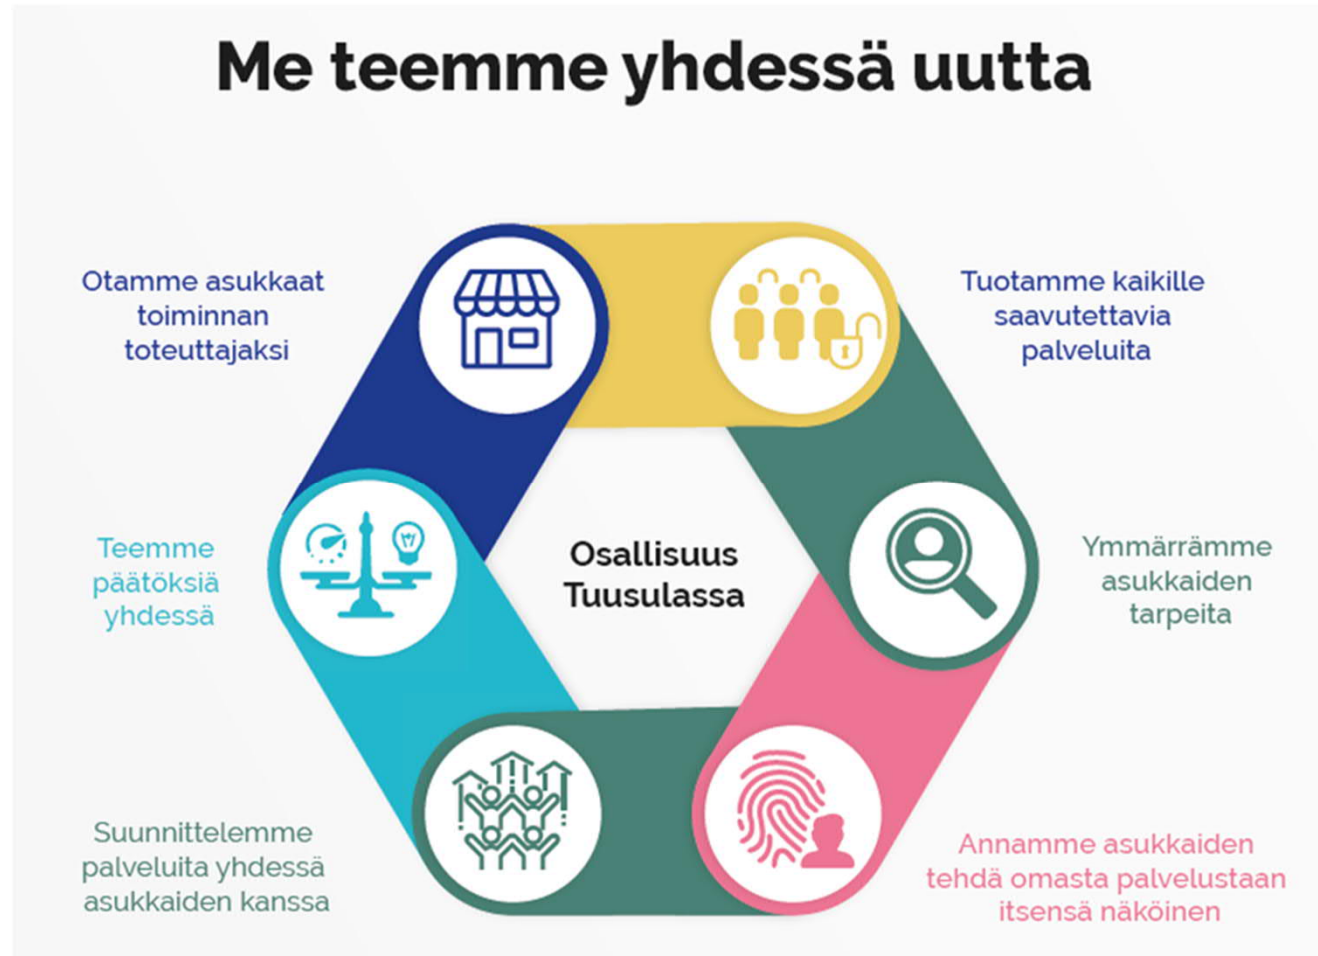 Me teemme yhdessä uutta
Otamme asukkaat
toiminnan
toteuttajaksi
Tuotamme kaikille
saavutettavia
palveluita
Teemme
päätöksiä
yhdessä
Osallisuus
Tuusulassa
Ymmärrämme
asukkaiden
tarpeita
Suunnittelemme
palveluita yhdessä
asukkaiden kanssa
Annamme asukkaiden
tehdä omasta palvelustaan
itsensä näköinen